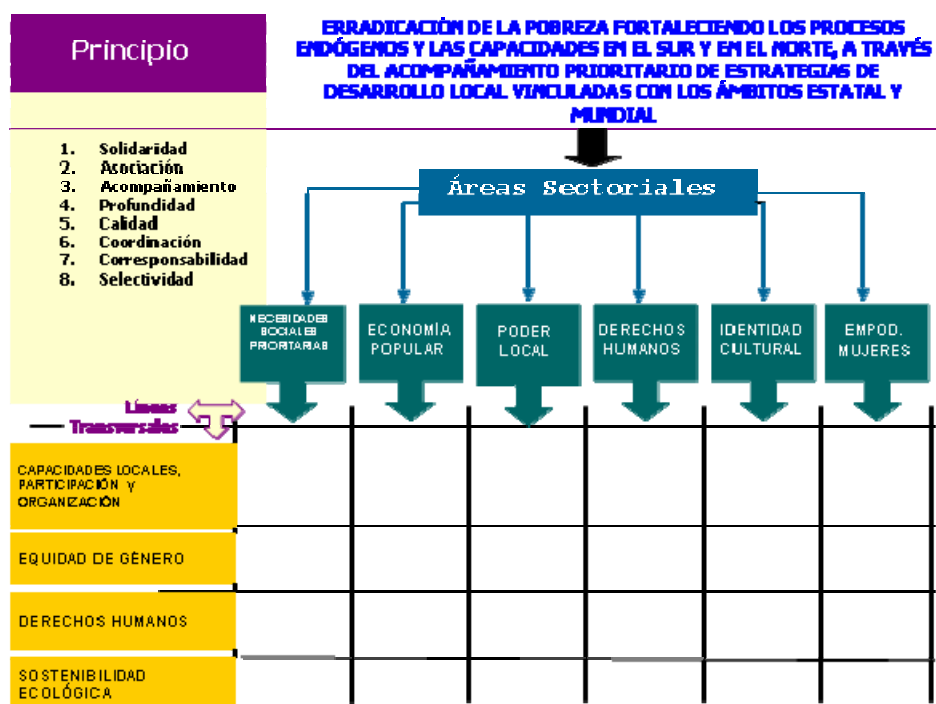 Principio
ERRADICACIÓN DE LA POBREZA FORTALECIENDO LOS PROCESOS
ENDÓGENOS Y LAS CAPACIDADES EN EL SUR Y EN EL NORTE, A TRAVÉS
DEL ACOMPAÑAMIENTO PRIORITARIO DE ESTRATEGIAS DE
DESARROLLO LOCAL VINCULADAS CON LOS ÁMBITOS ESTATAL Y
MUNDIAL
1. Solidaridad
2. Asociación
3. Acompañamiento
4. Profundidad
5. Calidad
6. Coordinación
7. Corresponsabilidad
8. Selectividad
Áreas Sectoriales
NECESIDADES
SOCIALES
PRIORITARIAS
ECONOMÍA
POPULAR
PODER
LOCAL
DERECHOS
HUMANOS
IDENTIDAD
CULTURAL
EMPOD.
MUJERES
Líneas
Transversales
CAPACIDADES LOCALES,
PARTICIPACIÓN y
ORGANIZACIÓN
EQUIDAD DE GÉNERO
DERECHOS HUMANOS
SOSTENIBILIDAD
ECOLÓGICA